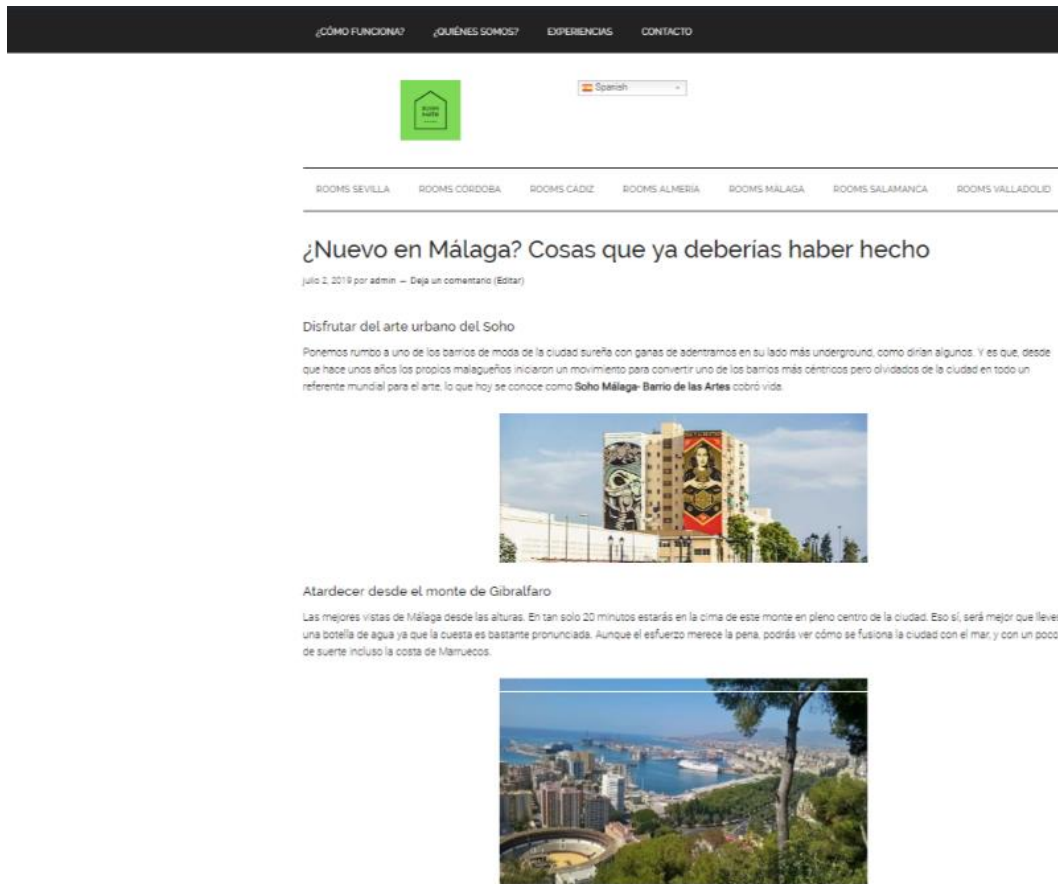 ¿CÓMO FUNCIONA? ¿QUIÉNES SOMOS? EXPERIENCIAS CONTACTO
Spanish
ROOMS SEVILLA ROOMS CÓRDOBA ROOMS CÁDIZ ROOMS ALMERÍA ROOMS MÁLAGA ROOMS SALAMANCA ROOMS VALLADOLID
¿Nuevo en Málaga? Cosas que ya deberías haber hecho
julio 2, 2019 por admin — Deja un comentario (Editar)
Disfrutar del arte urbano del Soho
Ponemos rumbo a uno de los barrios de moda de la ciudad sureña con ganas de adentrarnos en su lado más underground, como dirían algunos. Y es que, desde
que hace unos años los propios malagueños iniciaron un movimiento para convertir uno de los barrios más céntricos pero olvidados de la ciudad en todo un
referente mundial para el arte, lo que hoy se conoce como Soho Málaga- Barrio de las Artes cobró vida.
Atardecer desde el monte de Gibralfaro
Las mejores vistas de Málaga desde las alturas. En tan solo 20 minutos estarás en la cima de este monte en pleno centro de la ciudad. Eso sí, será mejor que lleves
una botella de agua ya que la cuesta es bastante pronunciada. Aunque el esfuerzo merece la pena, podrás ver cómo se fusiona la ciudad con el mar, y con un poco
de suerte incluso la costa de Marruecos.